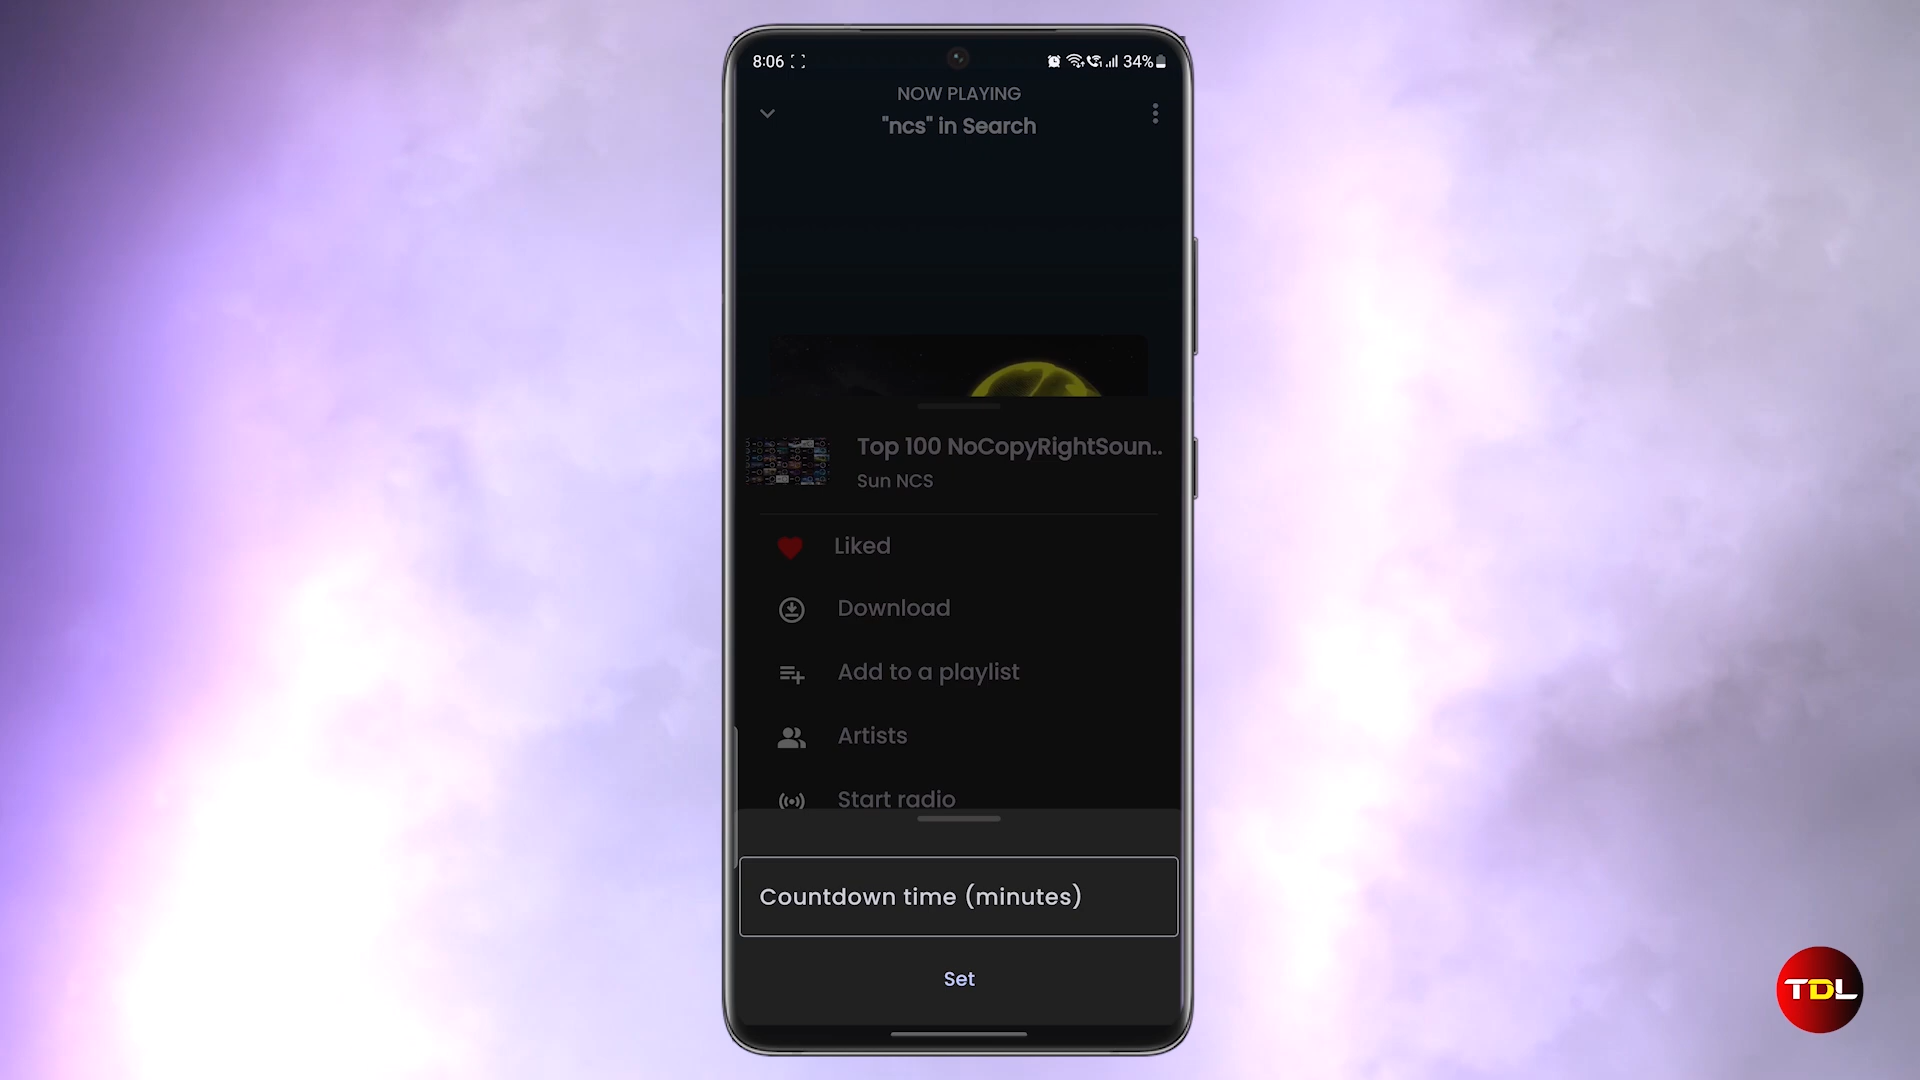 8:06
34%
NOW PLAYING
"ncs" in Search
Top 100 NoCopyRightSoun..
Sun NCS
Liked
Download
Add to a playlist
Artists
Start radio
Countdown time (minutes)
Set
TDL